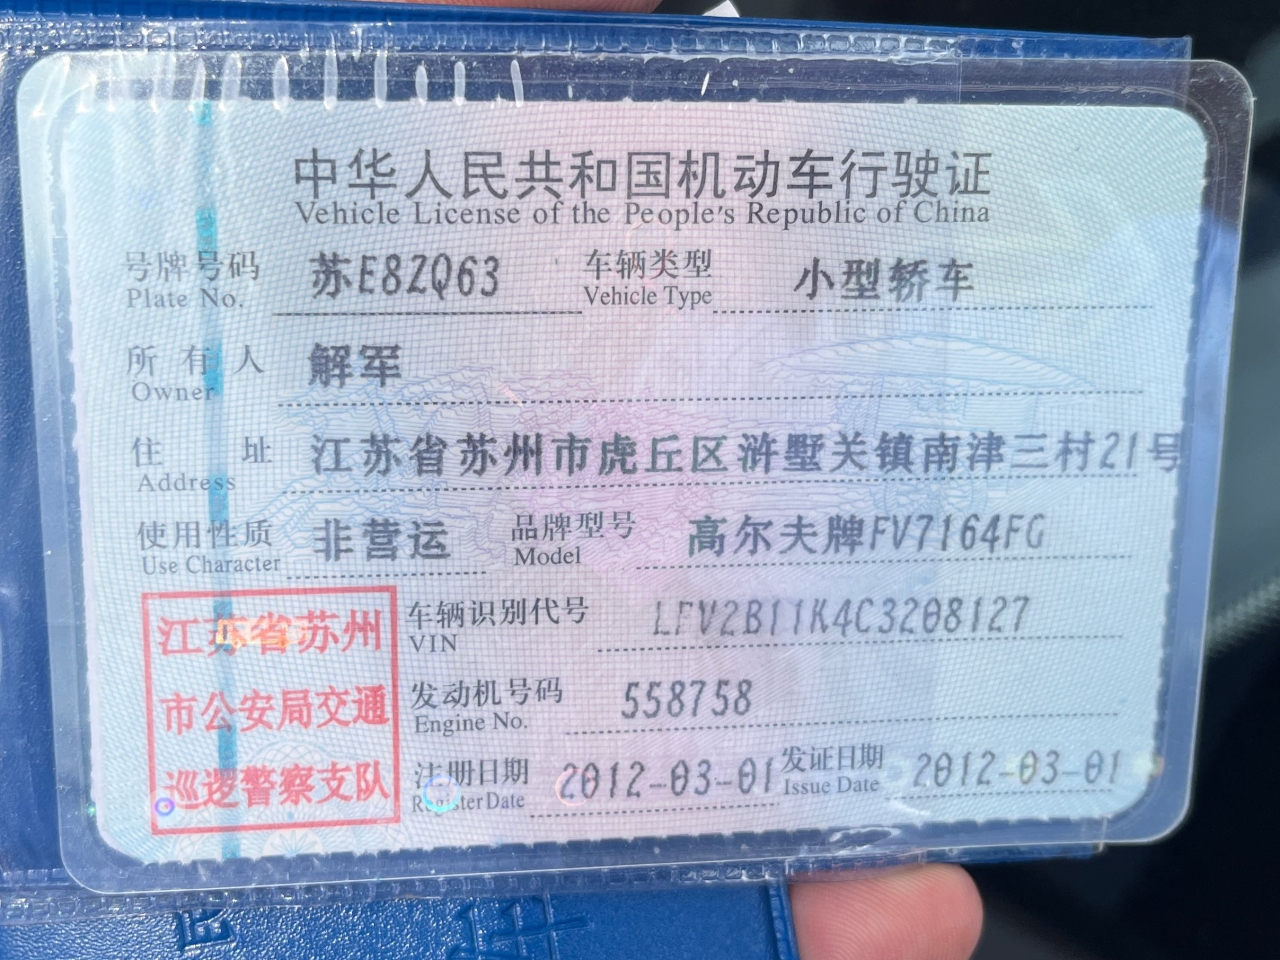 中华人民共和国机动车行驶证
Vehicle License of the People's Republic of China
号牌号码 苏E8ZQ63 车辆类型 小型轿车
Plate No. Vehicle Type
所有人 解军
Owner
住址 江苏省苏州市虎丘区浒墅关镇南津三村21号
Address
使用性质 非营运 品牌型号 高尔夫牌FV7164FG
Use Character Model
江苏省苏州
市公安局交通
巡逻警察支队
车辆识别代号 LFV2B11K4C3208127
VIN
发动机号码 558758
Engine No.
注册日期 2012-03-01 发证日期 2012-03-01
Register Date Issue Date